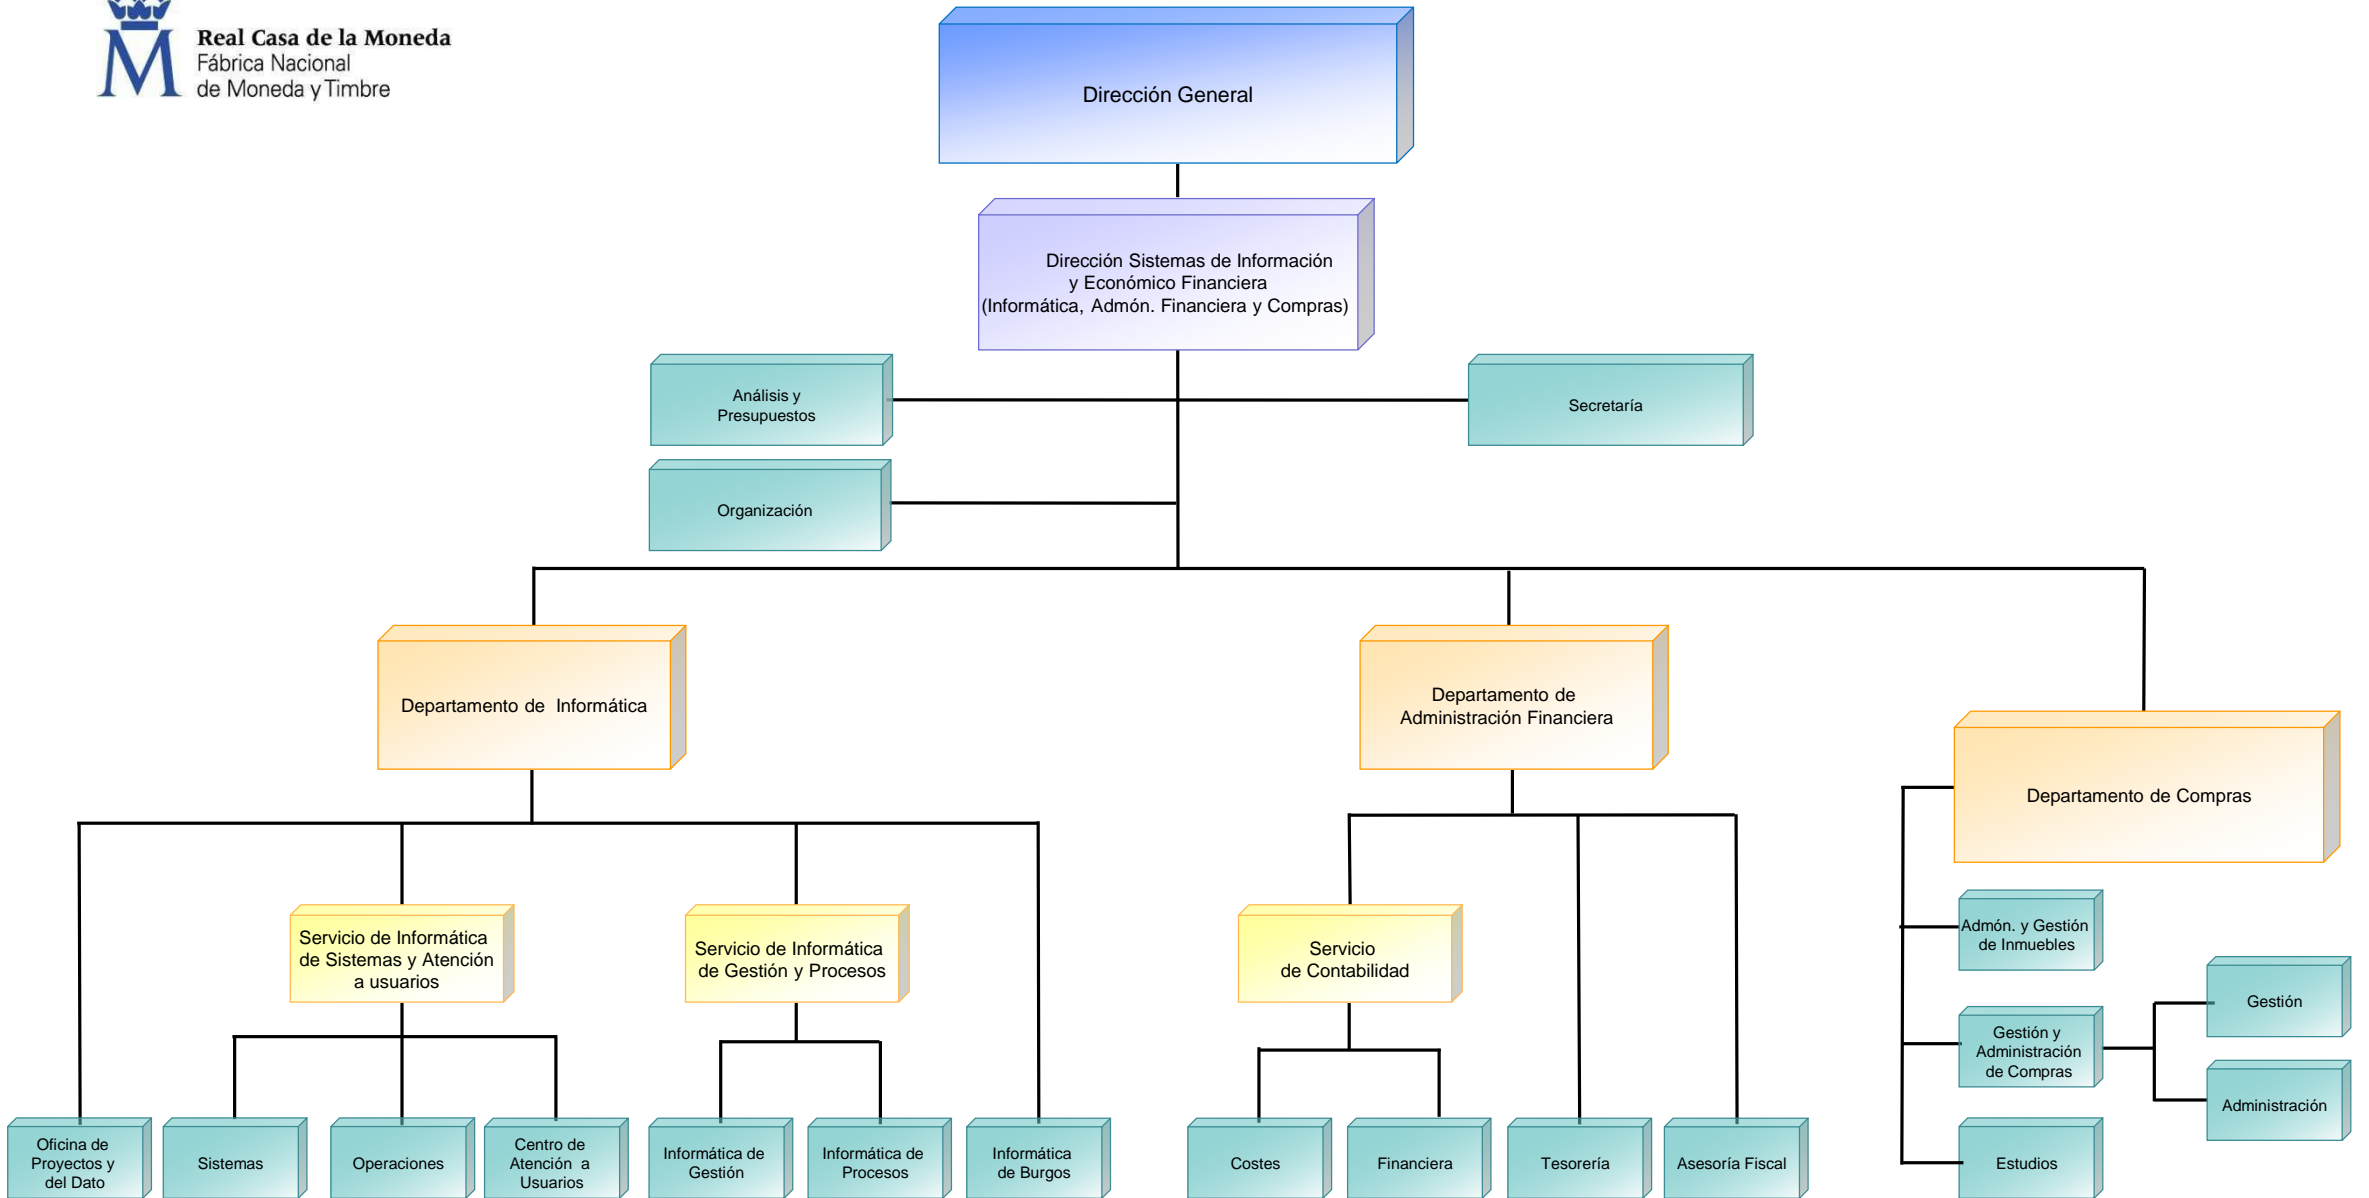 Real Casa de la Moneda
Fábrica Nacional
de Moneda y Timbre
Dirección General
Dirección Sistemas de Información
y Económico Financiera
(Informática, Admón. Financiera y Compras)
Análisis y
Presupuestos
Secretaría
Organización
Departamento de Informática
Departamento de
Administración Financiera
Departamento de Compras
Servicio de Informática
de Sistemas y Atención
a usuarios
Servicio de Informática
de Gestión y Procesos
Servicio
de Contabilidad
Admón. y Gestión
de Inmuebles
Gestión y
Administración
de Compras
Gestión
Administración
Estudios
Oficina de
Proyectos y
del Dato
Sistemas
Operaciones
Centro de
Atención a
Usuarios
Informática de
Gestión
Informática de
Procesos
Informática
de Burgos
Costes
Financiera
Tesorería
Asesoría Fiscal